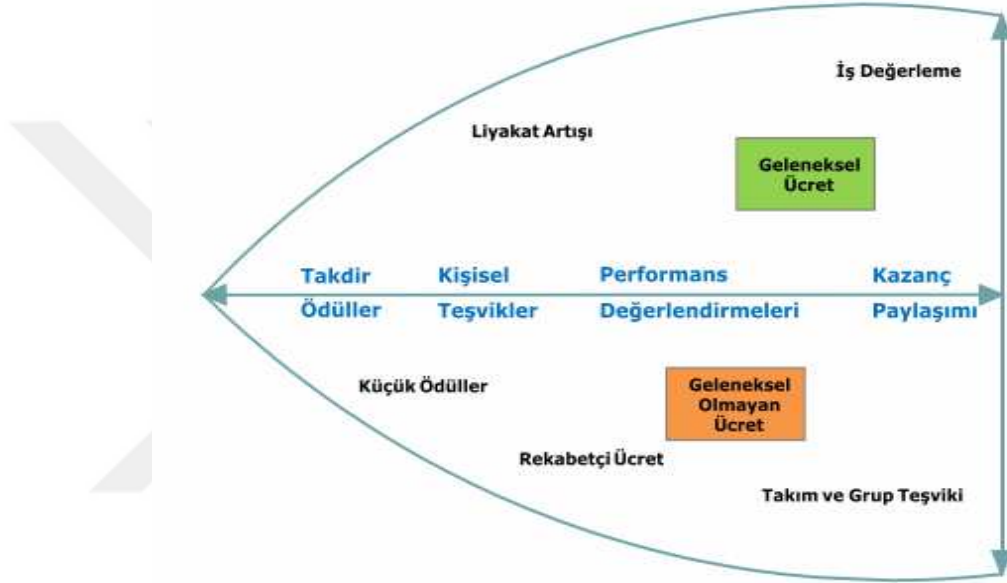 İş Değerleme
Liyakat Artışı
Geleneksel
Ücret
Takdir Kişisel Performans Kazanç
Ödüller Teşvikler Değerlendirmeleri Paylaşımı
Küçük Ödüller
Geleneksel
Olmayan
Ücret
Rekabetçi Ücret
Takım ve Grup Teşviki